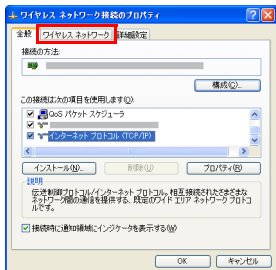 ワイヤレス ネットワーク接続のプロパティ
全般 ワイヤレス ネットワーク 詳細設定
接続の方法:
構成(C)...
この接続は次の項目を使用します(O):
QoS パケット スケジューラ
インターネット プロトコル (TCP/IP)
インストール(N)... 削除(U) プロパティ(R)
説明
伝送制御プロトコル/インターネット プロトコル。相互接続されたさまざまな
ネットワーク間の通信を提供する、既定のワイド エリア ネットワーク プロトコ
ルです。
接続時に通知領域にインジケータを表示する(W)
OK キャンセル